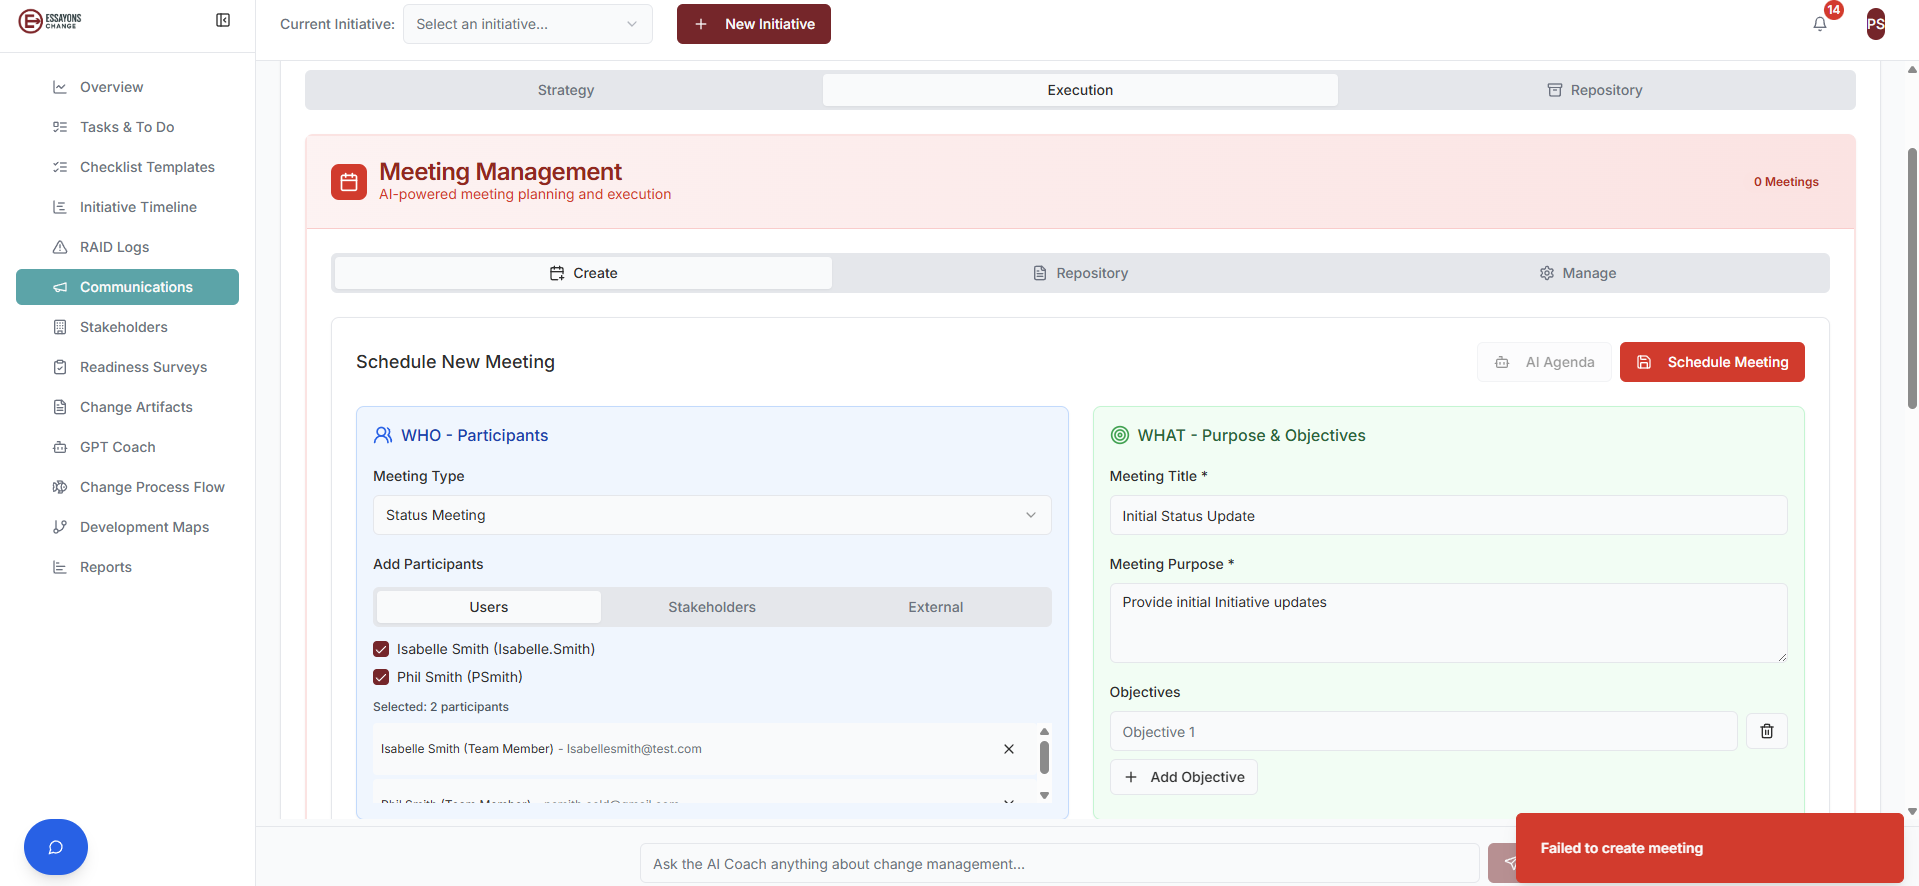 ESSAYONS
CHANGE
Current Initiative:
Select an initiative...
New Initiative
14
PS
Overview
Tasks & To Do
Checklist Templates
Initiative Timeline
RAID Logs
Communications
Stakeholders
Readiness Surveys
Change Artifacts
GPT Coach
Change Process Flow
Development Maps
Reports
Strategy
Execution
Repository
Meeting Management
AI-powered meeting planning and execution
0 Meetings
Create
Repository
Manage
Schedule New Meeting
AI Agenda
Schedule Meeting
WHO - Participants
Meeting Type
Status Meeting
Add Participants
Users
Stakeholders
External
Isabelle Smith (Isabelle.Smith)
Phil Smith (PSmith)
Selected: 2 participants
Isabelle Smith (Team Member) - Isabellesmith@test.com
Phil Smith (Team Member) -
WHAT - Purpose & Objectives
Meeting Title *
Initial Status Update
Meeting Purpose *
Provide initial Initiative updates
Objectives
Objective 1
Add Objective
Ask the AI Coach anything about change management...
Failed to create meeting